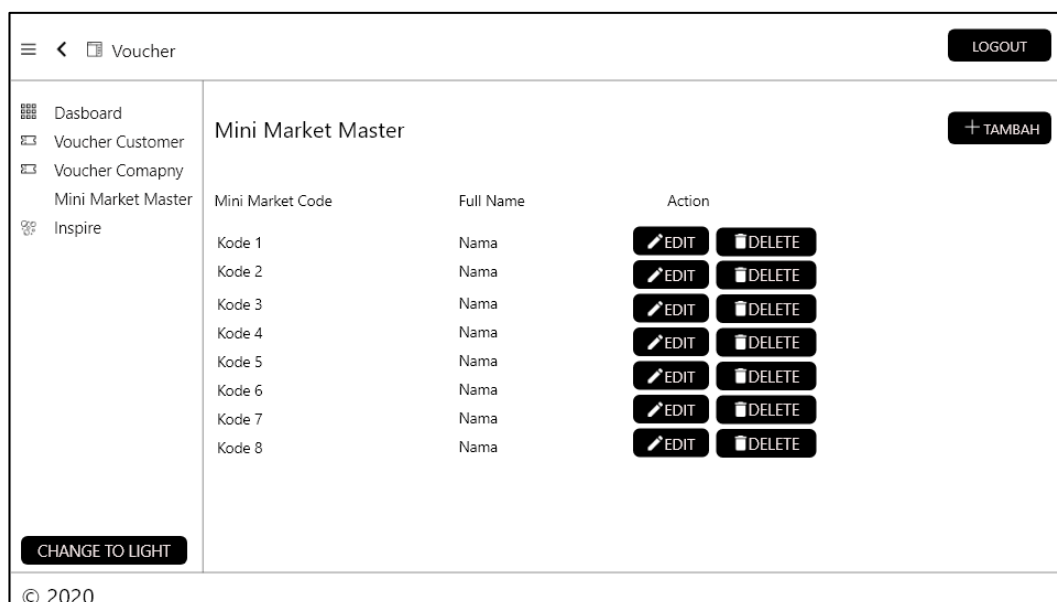 Voucher
LOGOUT
Dasboard
Voucher Customer
Voucher Comapny
Mini Market Master
Inspire
CHANGE TO LIGHT
Mini Market Master
TAMBAH
Mini Market Code Full Name Action
Kode 1 Nama EDIT DELETE
Kode 2 Nama EDIT DELETE
Kode 3 Nama EDIT DELETE
Kode 4 Nama EDIT DELETE
Kode 5 Nama EDIT DELETE
Kode 6 Nama EDIT DELETE
Kode 7 Nama EDIT DELETE
Kode 8 Nama
© 2020